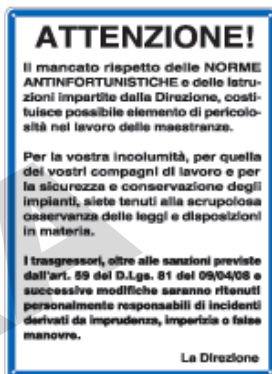 ATTENZIONE!
Il mancato rispetto delle NORME
ANTINFORTUNISTICHE e delle Istru-
zioni impartite dalla Direzione, costi-
tuisce possibile elemento di pericolo-
sità nel lavoro delle maestranze.
Per la vostra incolumità, per quella
dei vostri compagni di lavoro e per
la sicurezza e conservazione degli
impianti, siete tenuti alla scrupolosa
osservanza delle leggi e disposizioni
in materia.
I trasgressori, oltre alle sanzioni previste
dall'art. 59 del D.Lgs. 81 del 09/04/08 e
successive modifiche saranno ritenuti
personalmente responsabili di incidenti
derivati da imprudenza, imperizia o false
manovre.
La Direzione